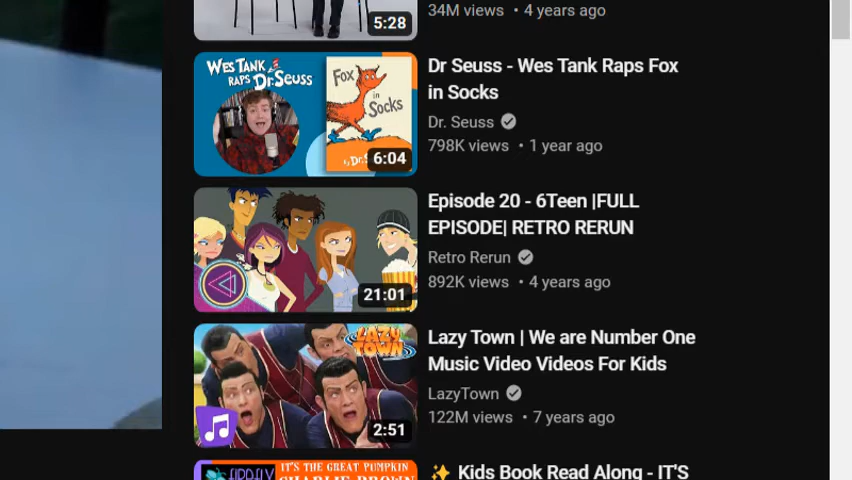 5:28
34M views • 4 years ago
WES TANK
RAPS Dr. Seuss
Fox
in
Socks
6:04
Dr Seuss - Wes Tank Raps Fox
in Socks
Dr. Seuss
798K views • 1 year ago
21:01
Episode 20 - 6Teen |FULL
EPISODE| RETRO RERUN
Retro Rerun
892K views • 4 years ago
LAZY
TOWN
2:51
Lazy Town | We are Number One
Music Video Videos For Kids
LazyTown
122M views • 7 years ago
FIREFLY
IT'S THE GREAT PUMPKIN
CHARLIE BROWN
✨ Kids Book Read Along - IT'S